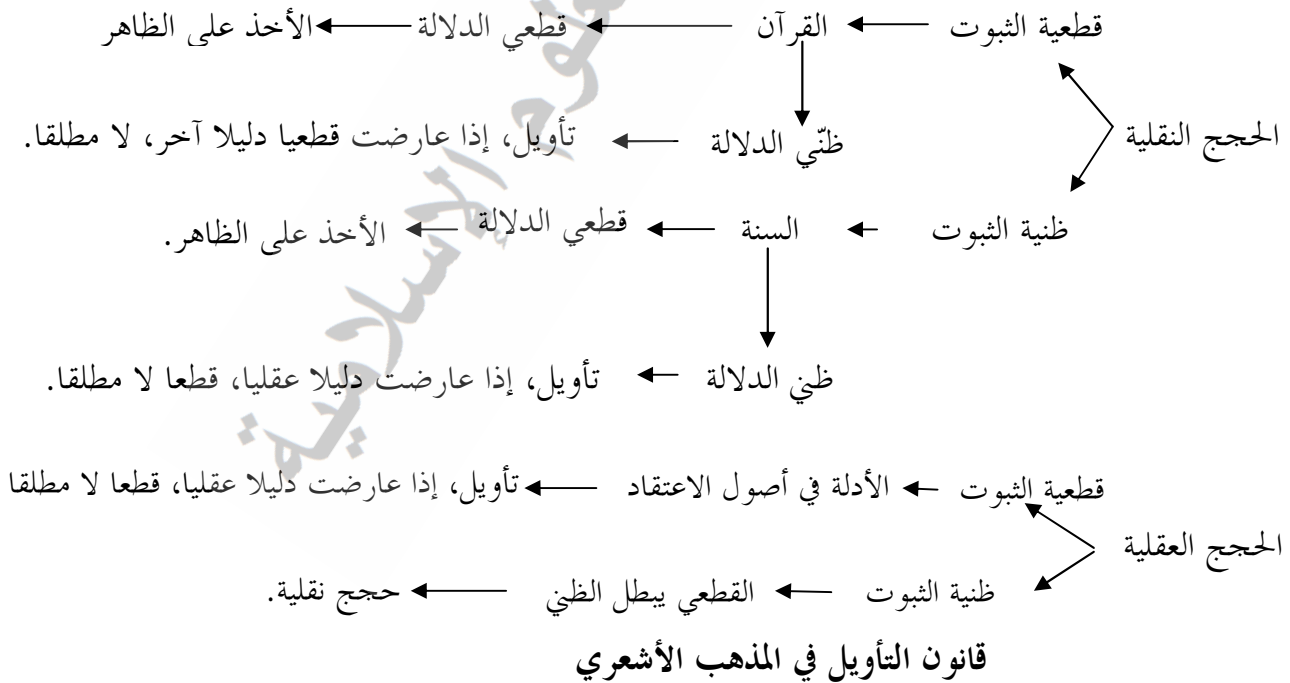 قطعية الثبوت القرآن قطعي الدلالة الأخذ على الظاهر
الحجج النقلية
ظنّي الدلالة تأويل، إذا عارضت قطعيا دليلا آخر، لا مطلقا.
ظنية الثبوت السنة قطعي الدلالة الأخذ على الظاهر.
ظني الدلالة تأويل، إذا عارضت دليلا عقليا، قطعا لا مطلقا.
قطعية الثبوت الأدلة في أصول الاعتقاد تأويل، إذا عارضت دليلا عقليا، قطعا لا مطلقا
الحجج العقلية
ظنية الثبوت القطعي يبطل الظني حجج نقلية.
قانون التأويل في المذهب الأشعري
الإسلامية